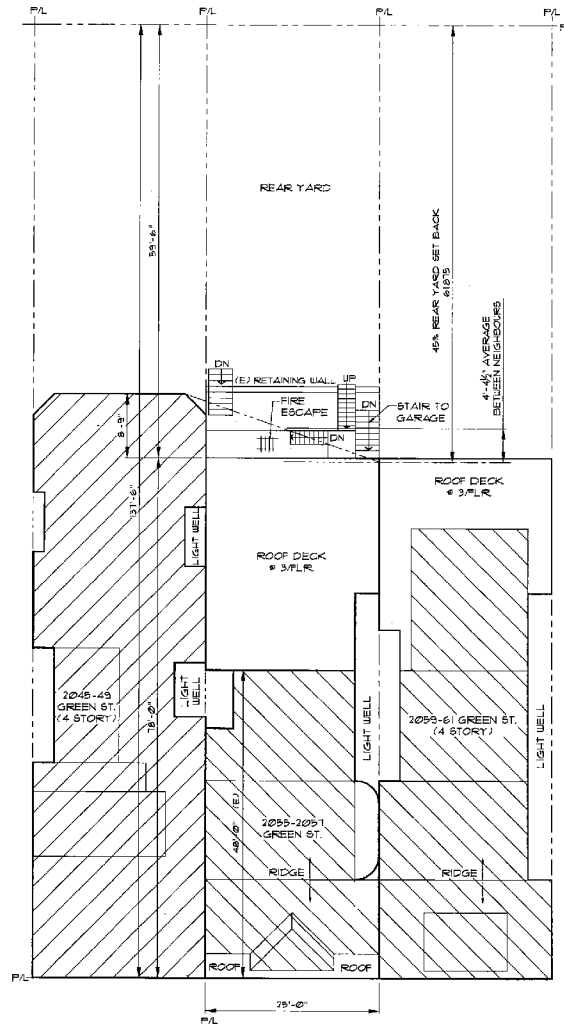 P/L
P/L
P/L
P/L
REAR YARD
59'-6"
45% REAR YARD SET BACK
61.875
4'-4½" AVERAGE
BETWEEN NEIGHBOURS
DN
(E) RETAINING WALL
UP
FIRE
ESCAPE
DN
STAIR TO
GARAGE
DN
8'-9"
137'-6"
ROOF DECK
@ 3/FLR
LIGHT WELL
ROOF DECK
@ 3/FLR
2045-49
GREEN ST.
(4 STORY)
LIGHT
WELL
78'-0"
LIGHT WELL
2059-61 GREEN ST.
(4 STORY)
LIGHT WELL
48'-0" (E)
2055-2057
GREEN ST.
RIDGE
RIDGE
ROOF
ROOF
P/L
25'-0"
P/L